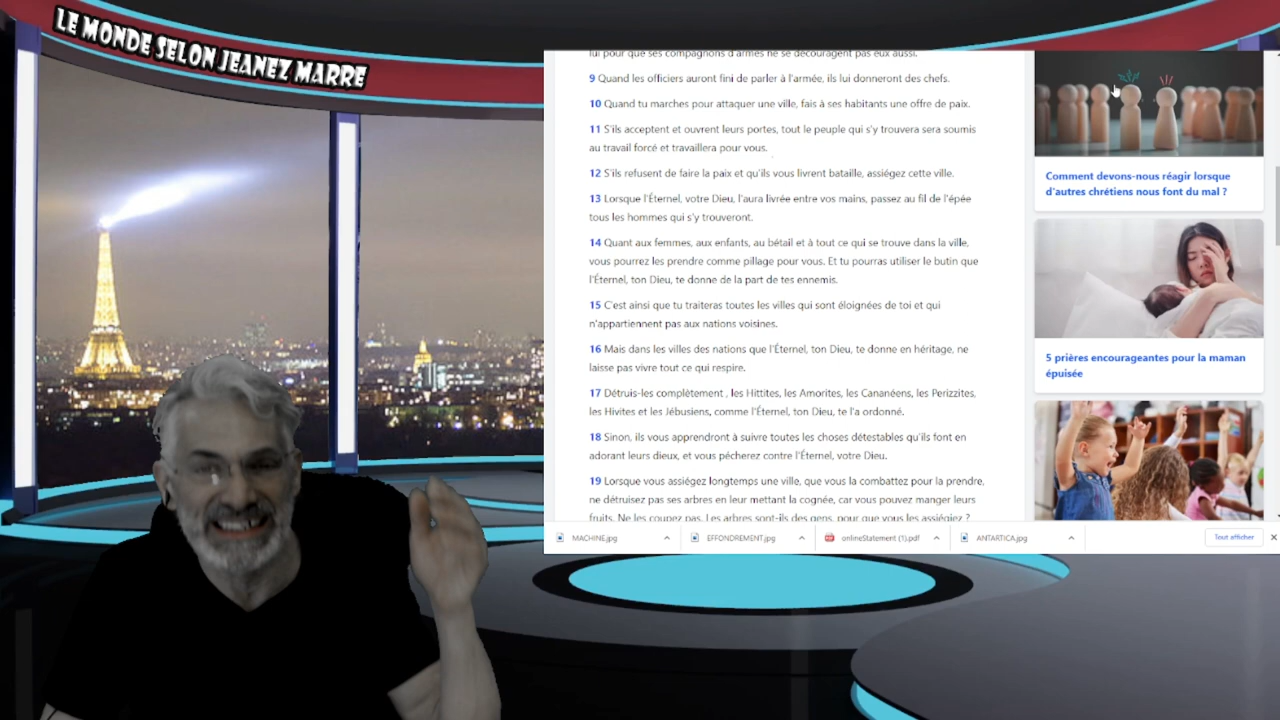 LE MONDE SELON JEANEZ MARRE
lui pour que ses compagnons d'armes ne se découragent pas eux aussi.
9 Quand les officiers auront fini de parler à l'armée, ils lui donneront des chefs.
10 Quand tu marches pour attaquer une ville, fais à ses habitants une offre de paix.
11 S'ils acceptent et ouvrent leurs portes, tout le peuple qui s'y trouvera sera soumis
au travail forcé et travaillera pour vous.
12 S'ils refusent de faire la paix et qu'ils vous livrent bataille, assiégez cette ville.
13 Lorsque l'Éternel, votre Dieu, l'aura livrée entre vos mains, passez au fil de l'épée
tous les hommes qui s'y trouveront.
14 Quant aux femmes, aux enfants, au bétail et à tout ce qui se trouve dans la ville,
vous pourrez les prendre comme pillage pour vous. Et tu pourras utiliser le butin que
l'Éternel, ton Dieu, te donne de la part de tes ennemis.
15 C'est ainsi que tu traiteras toutes les villes qui sont éloignées de toi et qui
n'appartiennent pas aux nations voisines.
16 Mais dans les villes des nations que l'Éternel, ton Dieu, te donne en héritage, ne
laisse pas vivre tout ce qui respire.
17 Détruis-les complètement , les Hittites, les Amorites, les Cananéens, les Perizzites,
les Hivites et les Jébusiens, comme l'Éternel, ton Dieu, te l'a ordonné.
18 Sinon, ils vous apprendront à suivre toutes les choses détestables qu'ils font en
adorant leurs dieux, et vous pécherez contre l'Éternel, votre Dieu.
19 Lorsque vous assiégez longtemps une ville, que vous la combattez pour la prendre,
ne détruisez pas ses arbres en leur mettant la cognée, car vous pouvez manger leurs
fruits. Ne les coupez pas. Les arbres sont-ils des gens, pour que vous les assiégiez ?
Comment devons-nous réagir lorsque
d'autres chrétiens nous font du mal ?
5 prières encourageantes pour la maman
épuisée
MACHINE.jpg
EFFONDREMENT.jpg
onlineStatement (1).pdf
ANTARTICA.jpg
Tout afficher